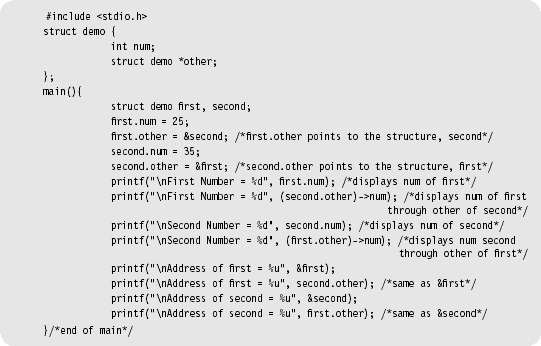 #include <stdio.h>
struct demo {
int num;
struct demo *other;
};
main(){
struct demo first, second;
first.num = 25;
first.other = &second; /*first.other points to the structure, second*/
second.num = 35;
second.other = &first; /*second.other points to the structure, first*/
printf("\nFirst Number = %d", first.num); /*displays num of first*/
printf("\nFirst Number = %d", (second.other)->num); /*displays num of first
through other of second*/
printf("\nSecond Number = %d", second.num); /*displays num of second*/
printf("\nSecond Number = %d", (first.other)->num); /*displays num second
through other of first*/
printf("\nAddress of first = %u", &first);
printf("\nAddress of first = %u", second.other); /*same as &first*/
printf("\nAddress of second = %u", &second);
printf("\nAddress of second = %u", first.other); /*same as &second*/
}/*end of main*/